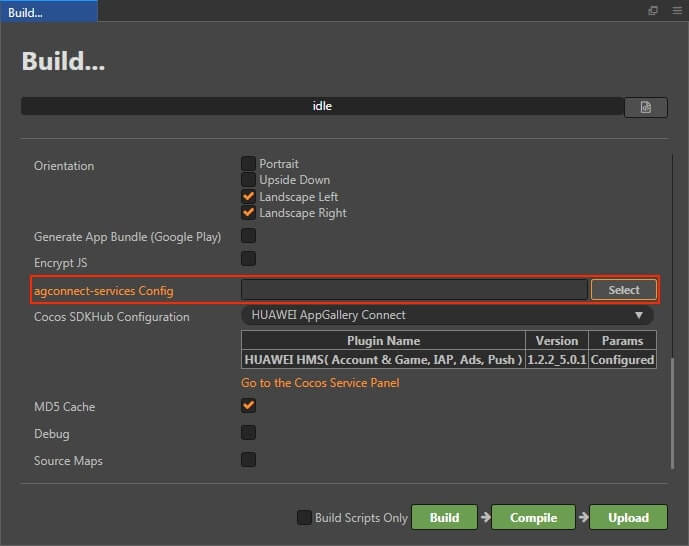 Build...
Build...
idle
Orientation
Portrait
Upside Down
Landscape Left
Landscape Right
Generate App Bundle (Google Play)
Encrypt JS
agconnect-services Config Select
Cocos SDKHub Configuration HUAWEI AppGallery Connect
Plugin Name Version Params
HUAWEI HMS( Account & Game, IAP, Ads, Push ) 1.2.2_5.0.1 Configured
Go to the Cocos Service Panel
MD5 Cache
Debug
Source Maps
Build Scripts Only Build Compile Upload